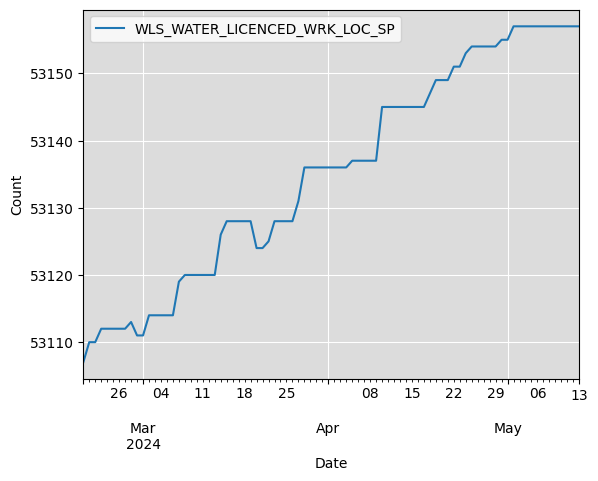 WLS_WATER_LICENCED_WRK_LOC_SP
53150
53140
53130
53120
53110
Count
26 04 11 18 25 08 15 22 29 06 13
Mar Apr May
2024
Date